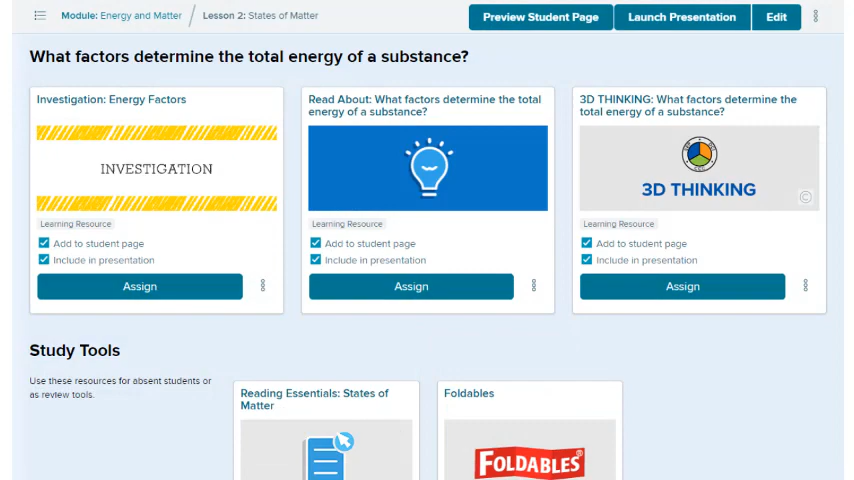 Module: Energy and Matter / Lesson 2: States of Matter
Preview Student Page
Launch Presentation
Edit
What factors determine the total energy of a substance?
Investigation: Energy Factors
INVESTIGATION
Learning Resource
Add to student page
Include in presentation
Assign
Read About: What factors determine the total
energy of a substance?
Learning Resource
Add to student page
Include in presentation
Assign
3D THINKING: What factors determine the
total energy of a substance?
3D THINKING
©
Learning Resource
Add to student page
Include in presentation
Assign
Study Tools
Use these resources for absent students or
as review tools.
Reading Essentials: States of
Matter
Foldables
FOLDABLES®